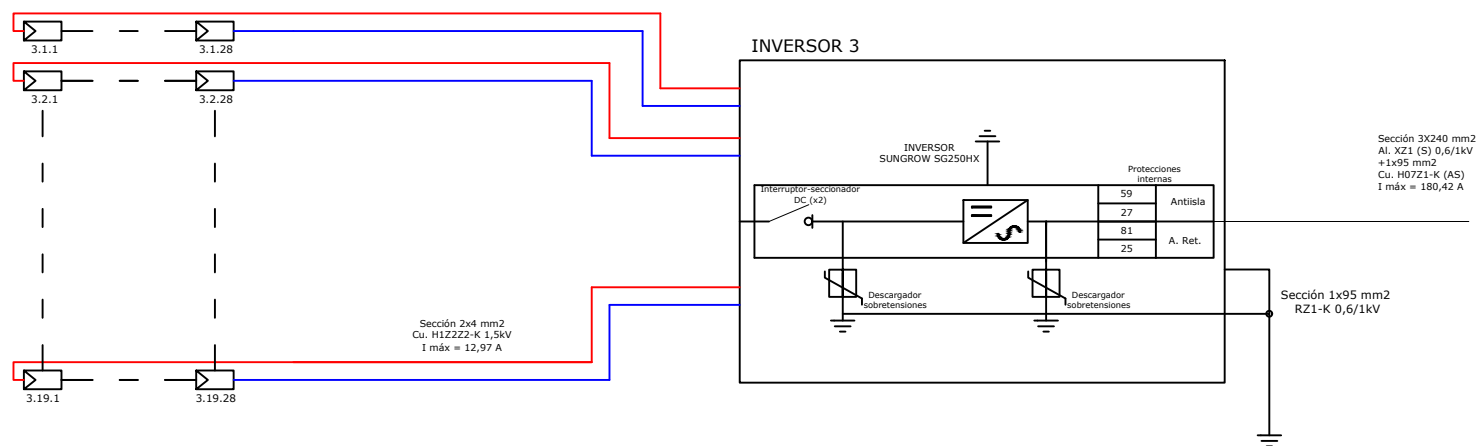 3.1.1
3.1.28
3.2.1
3.2.28
3.19.1
3.19.28
Sección 2x4 mm2
Cu. H1Z2Z2-K 1,5kV
I máx = 12,97 A
INVERSOR 3
INVERSOR
SUNGROW SG250HX
Interruptor-seccionador
DC (x2)
Protecciones
internas
59
27
81
25
Antiisla
A. Ret.
Descargador
sobretensiones
Descargador
sobretensiones
Sección 3X240 mm2
Al. XZ1 (S) 0,6/1kV
+1x95 mm2
Cu. H07Z1-K (AS)
I máx = 180,42 A
Sección 1x95 mm2
RZ1-K 0,6/1kV